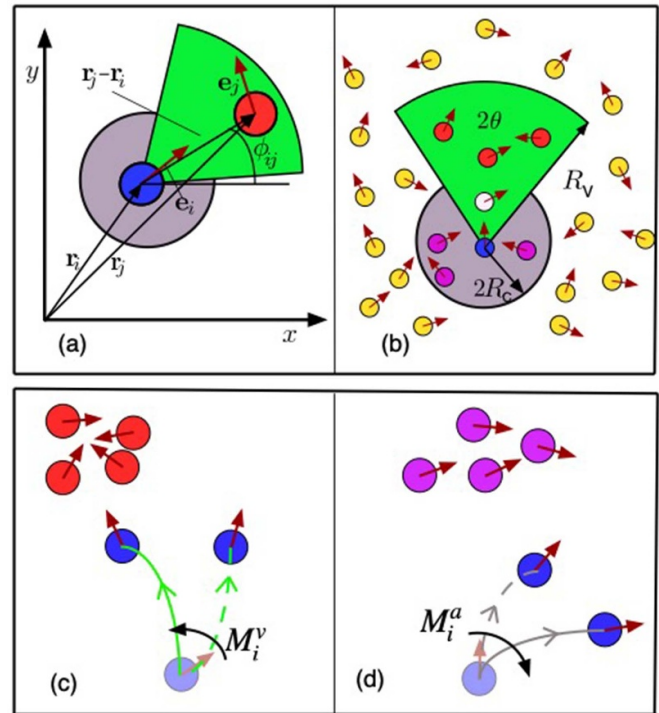 y
r_j−r_i
e_j
ϕ_ij
e_i
r_i
r_j
x
(a)
2θ
R_v
2R_c
(b)
M_i^v
(c)
M_i^a
(d)